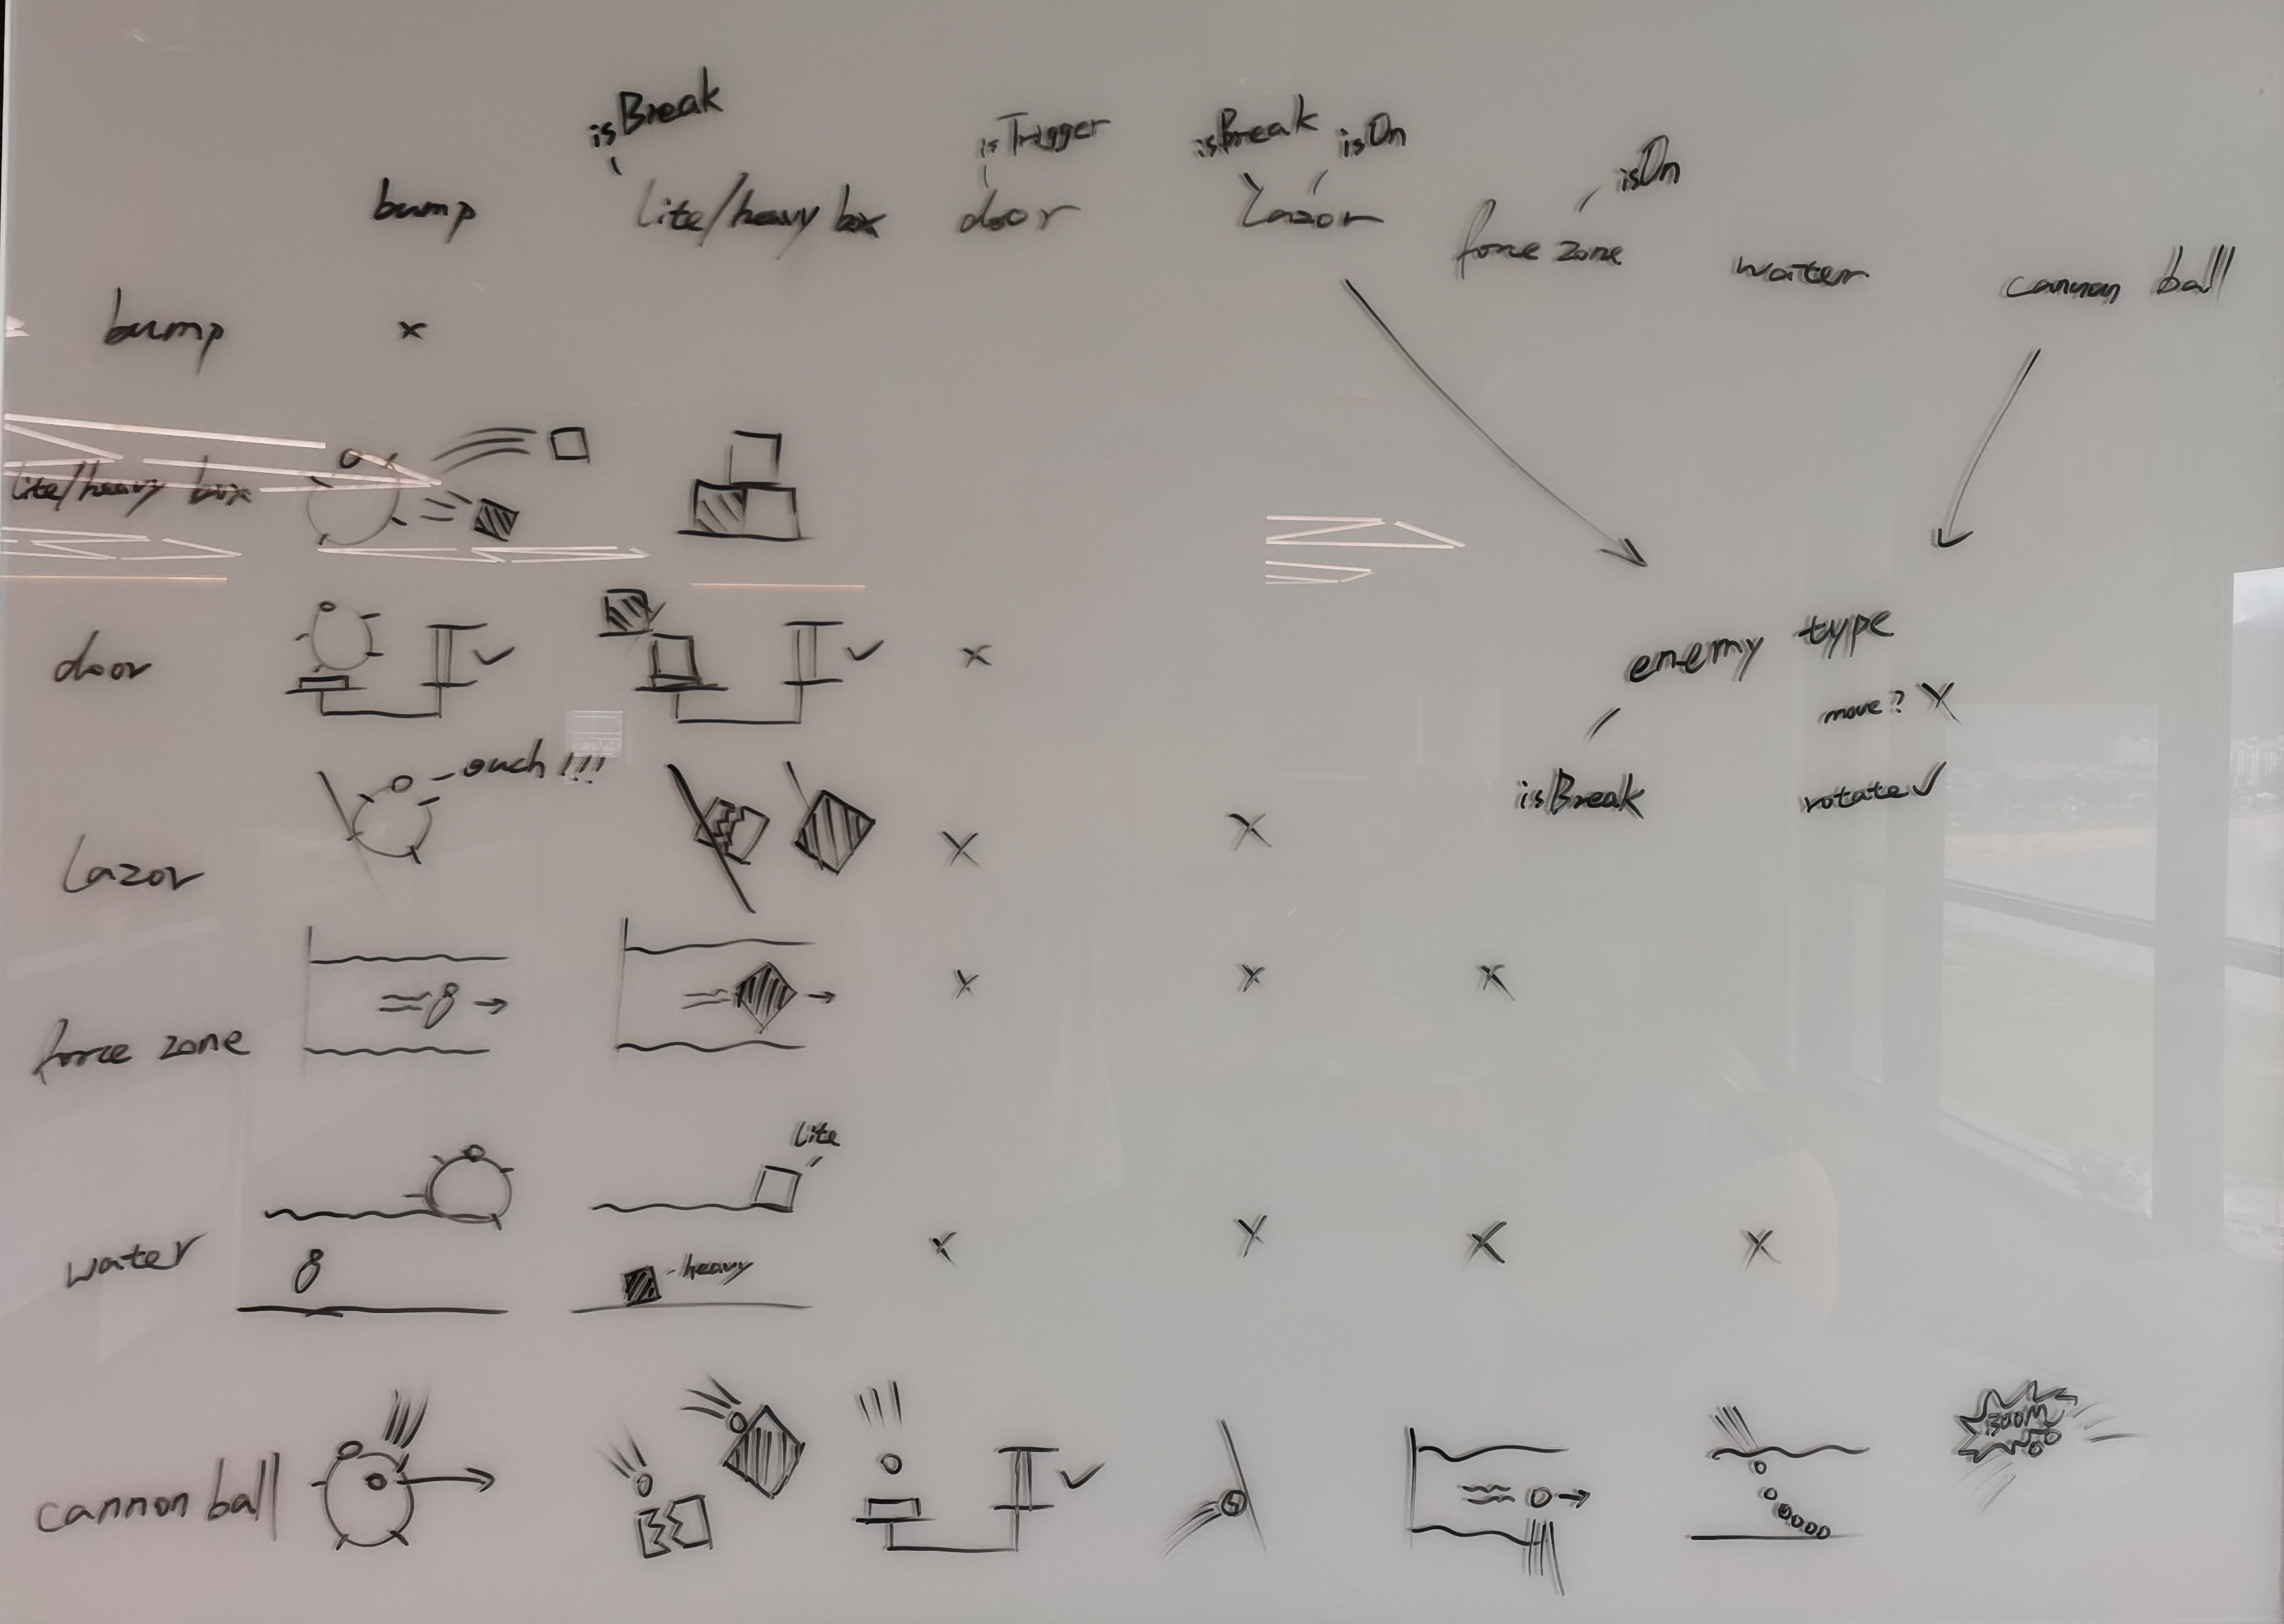 isBreak
isTrigger
isBreak isOn
isOn
bump lite/heavy box door Lazor force zone water cannon ball
bump x
lite/heavy box
door ✓ ✓ x
enemy type
move? X
isBreak rotate ✓
ouch!!!
Lazor x x
force zone x x x
lite
water x x x x
heavy
cannon ball ✓
BOOM